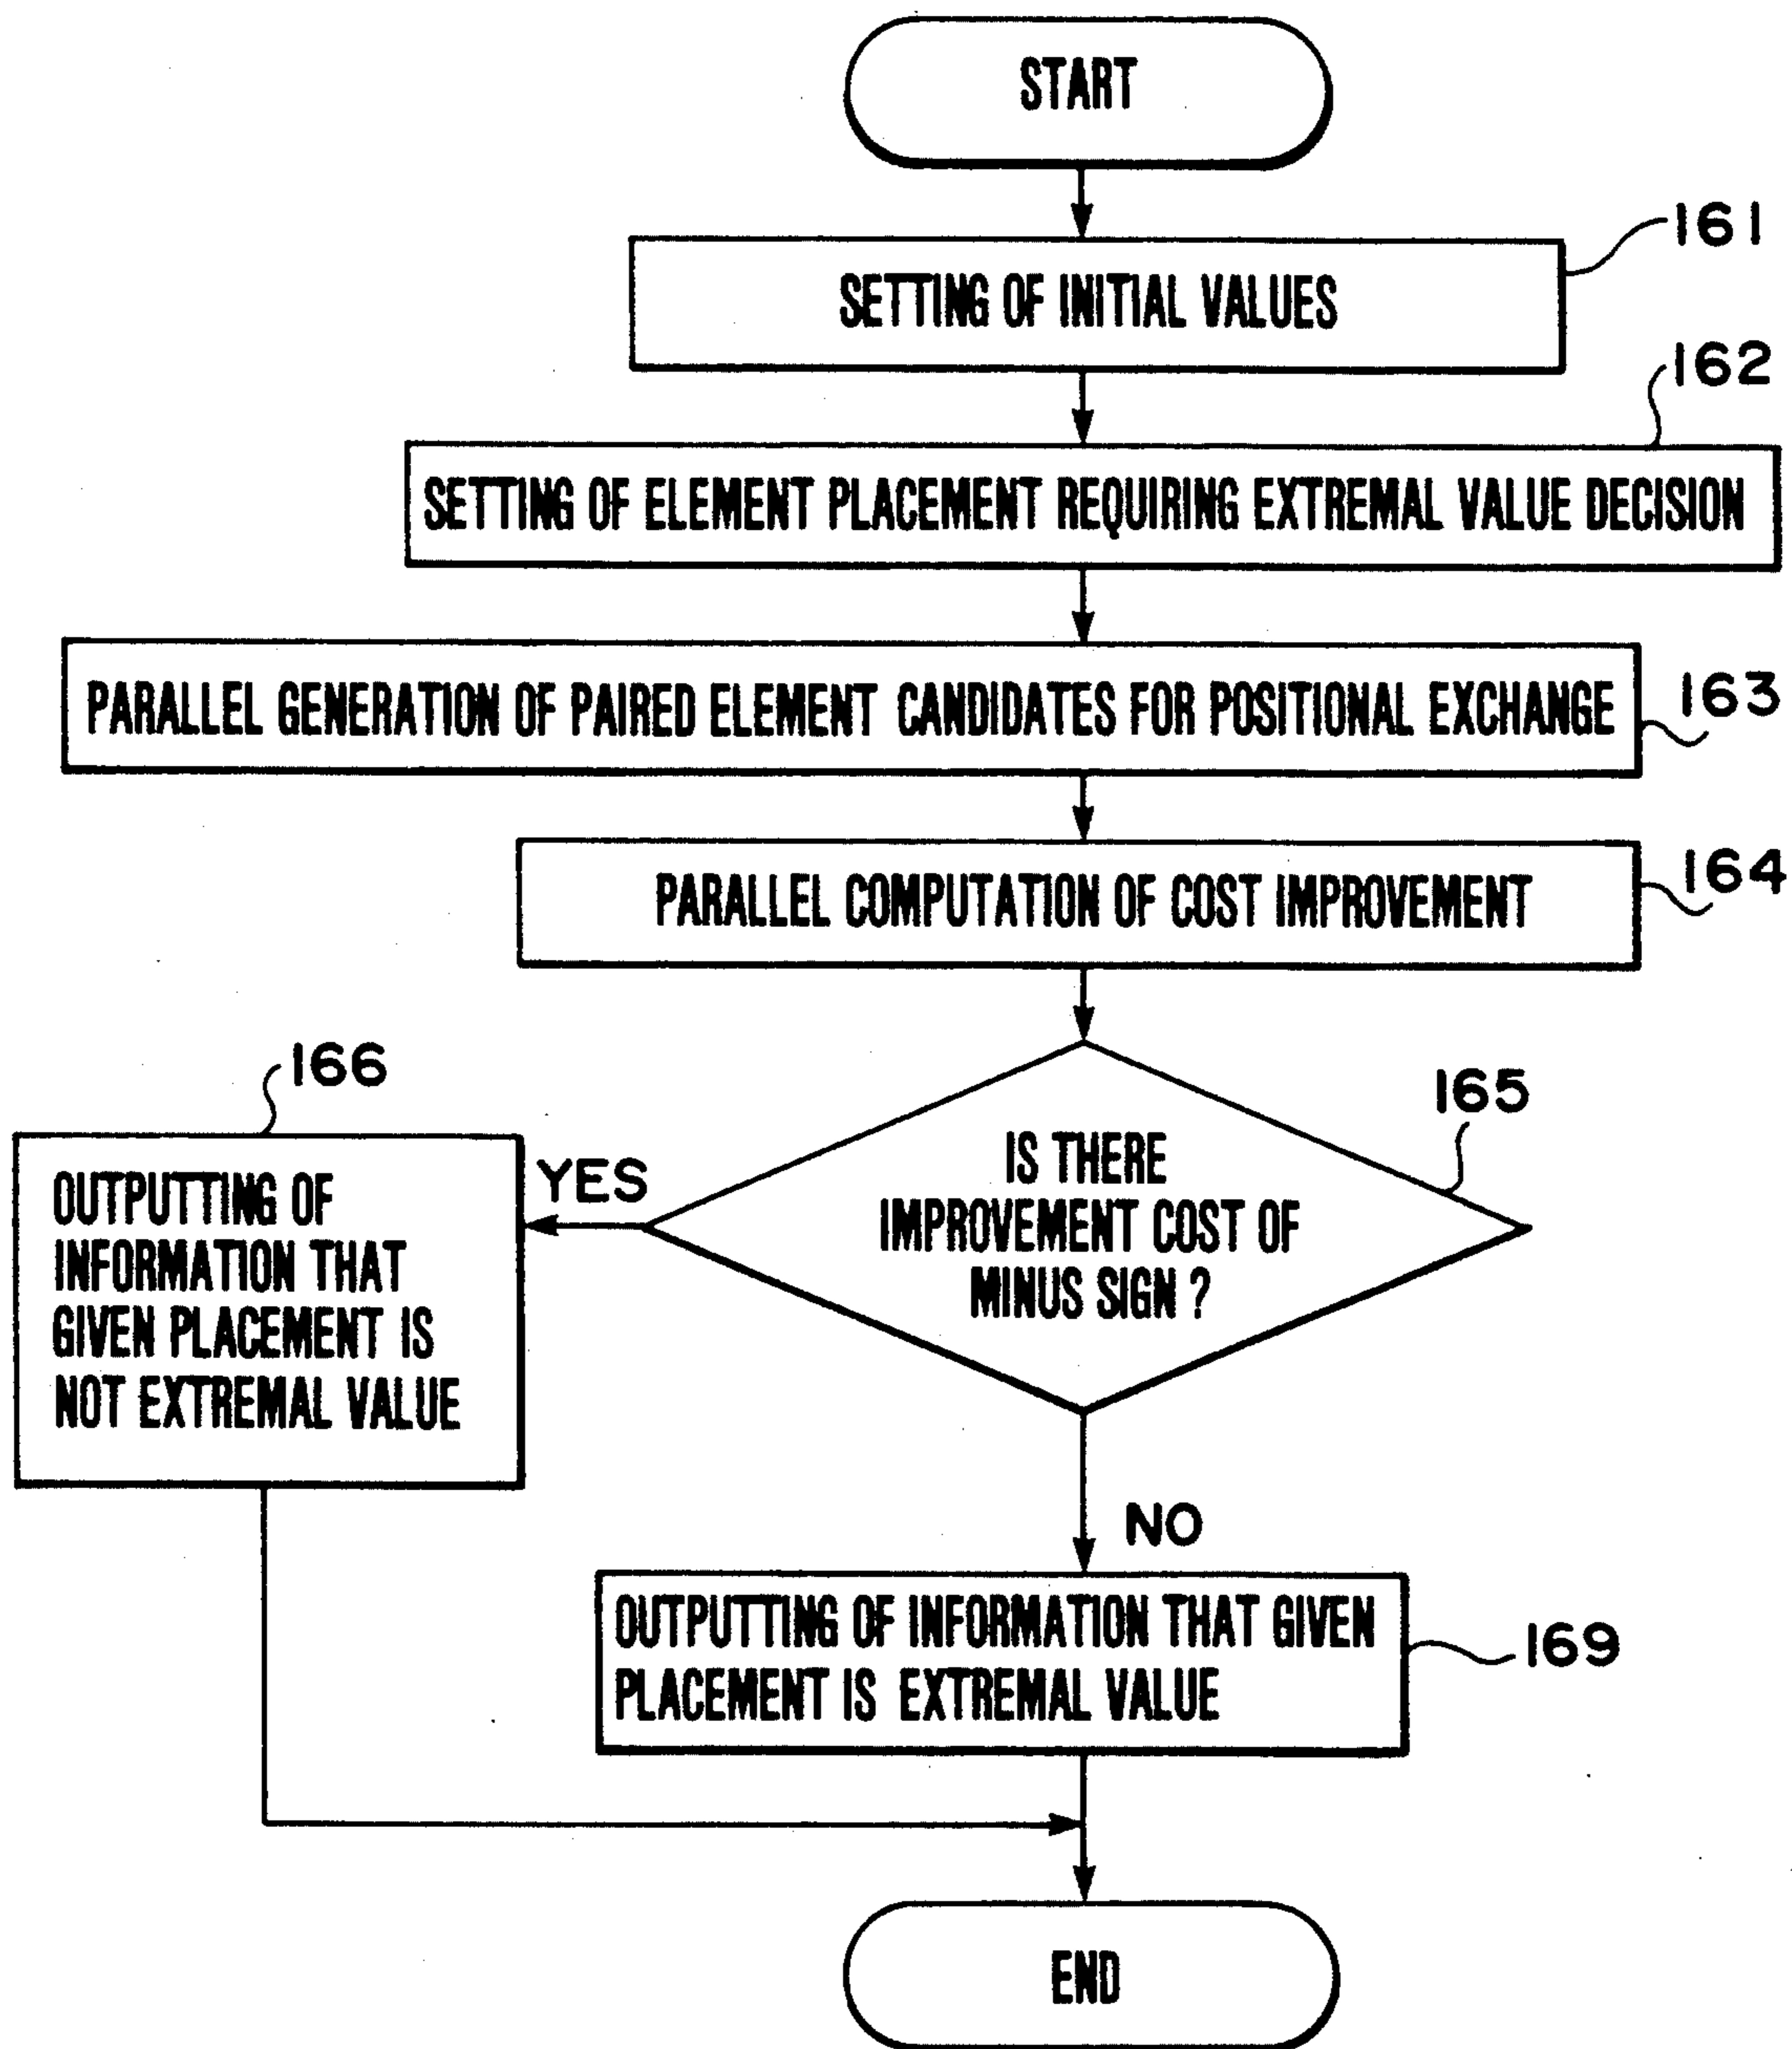 START
161
SETTING OF INITIAL VALUES
162
SETTING OF ELEMENT PLACEMENT REQUIRING EXTREMAL VALUE DECISION
PARALLEL GENERATION OF PAIRED ELEMENT CANDIDATES FOR POSITIONAL EXCHANGE
163
PARALLEL COMPUTATION OF COST IMPROVEMENT
164
165
IS THERE
IMPROVEMENT COST OF
MINUS SIGN ?
YES
166
OUTPUTTING OF
INFORMATION THAT
GIVEN PLACEMENT IS
NOT EXTREMAL VALUE
NO
OUTPUTTING OF INFORMATION THAT GIVEN
PLACEMENT IS EXTREMAL VALUE
169
END